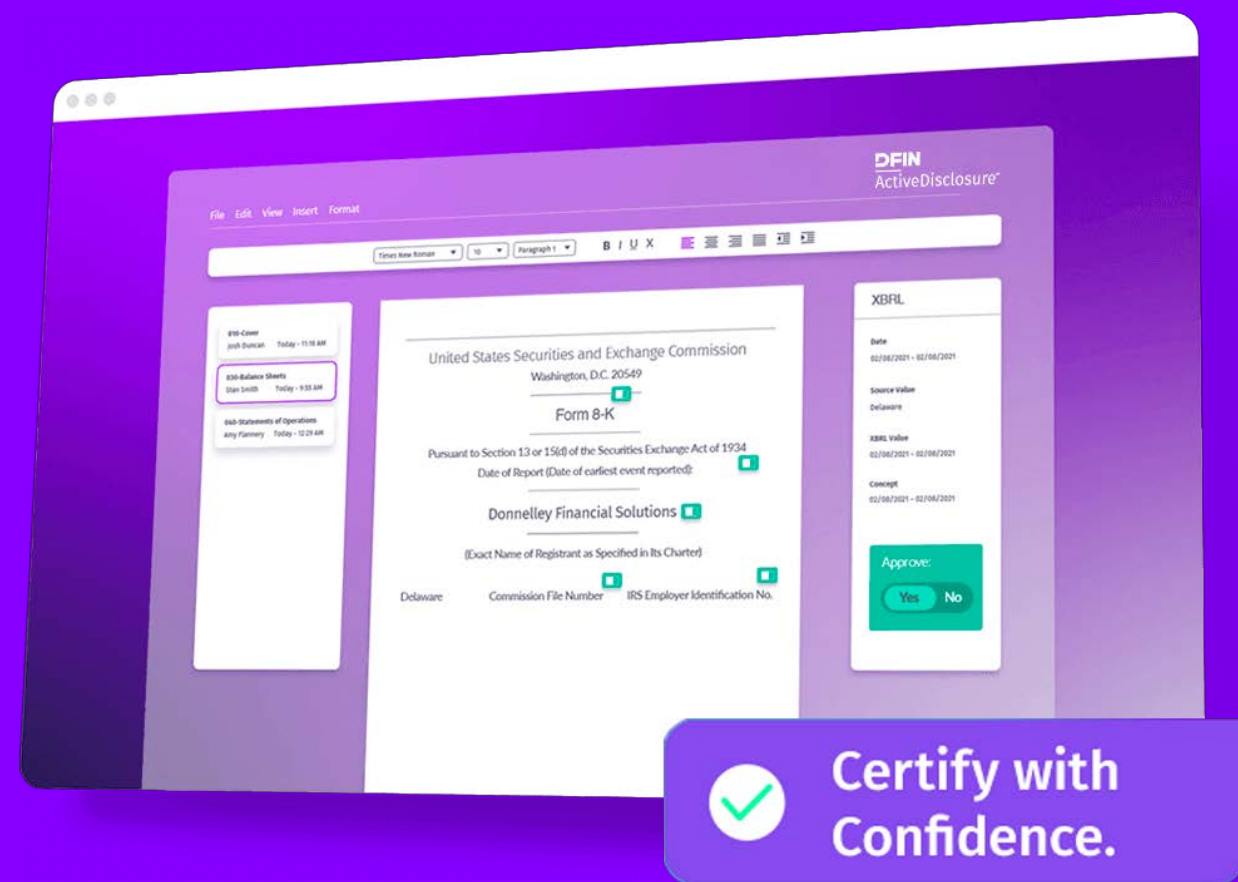 DFIN
ActiveDisclosure™
File Edit View Insert Format
Times New Roman 10 Paragraph 1 B I U X
010-Cover
Josh Duncan Today - 11:16 AM
030-Balance Sheets
Stan Smith Today - 9:55 AM
040-Statements of Operations
Amy Flannery Today - 12:29 AM
United States Securities and Exchange Commission
Washington, D.C. 20549
Form 8-K
Pursuant to Section 13 or 15(d) of the Securities Exchange Act of 1934
Date of Report (Date of earliest event reported):
Donnelley Financial Solutions
(Exact Name of Registrant as Specified in Its Charter)
Delaware Commission File Number IRS Employer Identification No.
XBRL
Date
02/08/2021 - 02/08/2021
Source Value
Delaware
XBRL Value
02/08/2021 - 02/08/2021
Concept
02/08/2021 - 02/08/2021
Approve:
Yes No
Certify with
Confidence.